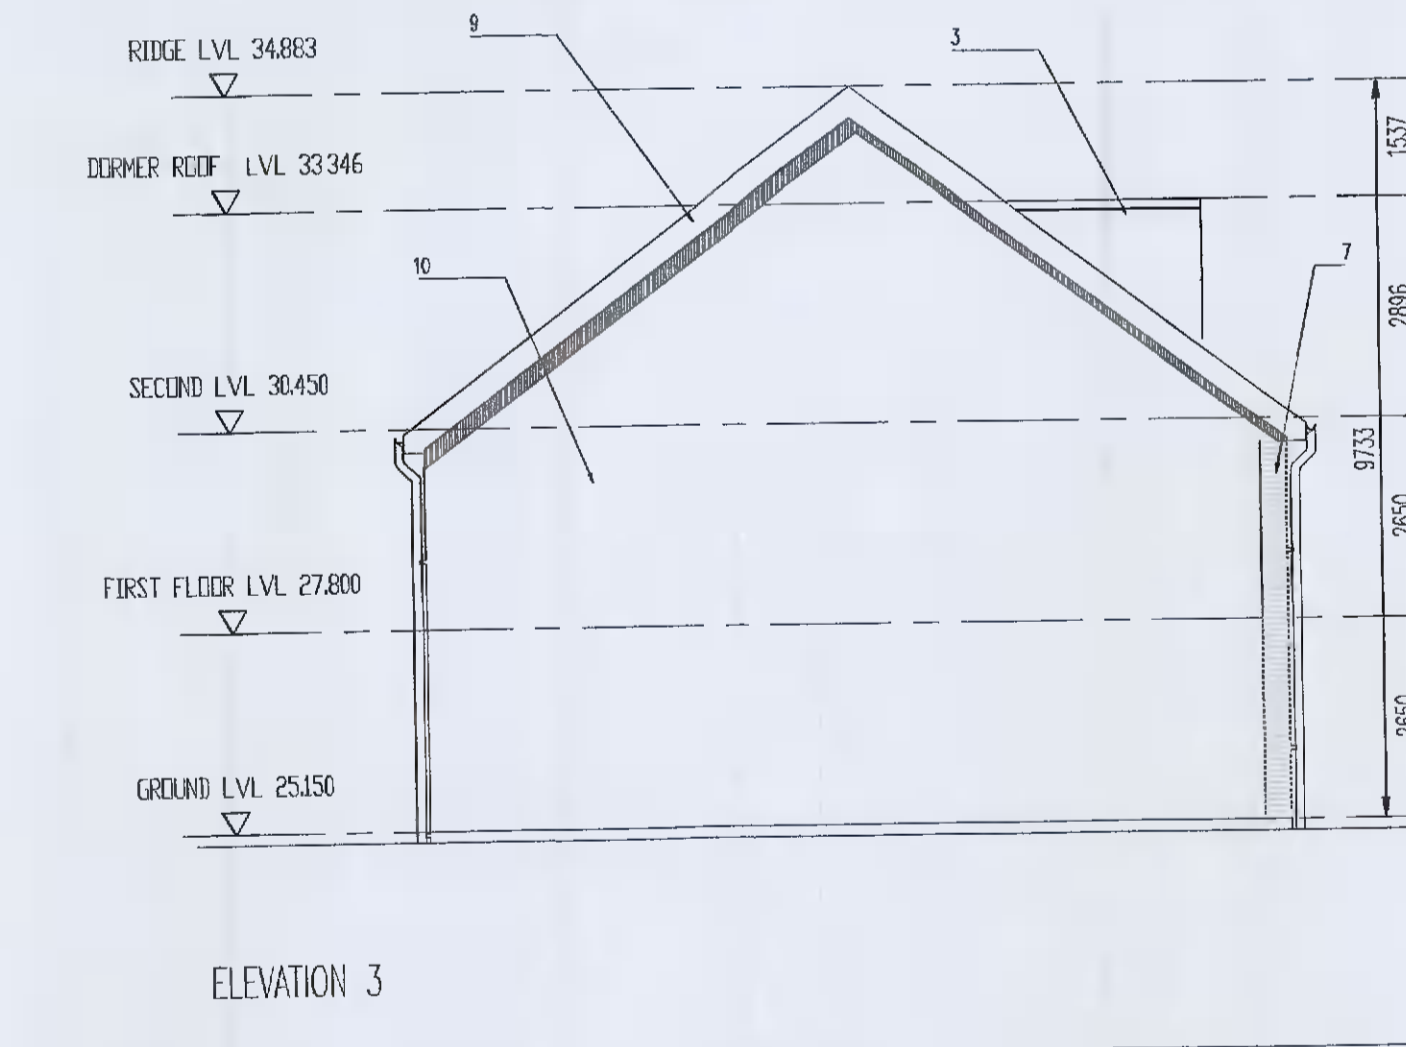 9
RIDGE LVL 34.883
3
1537
DORMER ROOF LVL 33 346
7
10
2896
SECOND LVL 30.450
9733
2650
FIRST FLOOR LVL 27.800
2650
GROUND LVL 25.150
ELEVATION 3